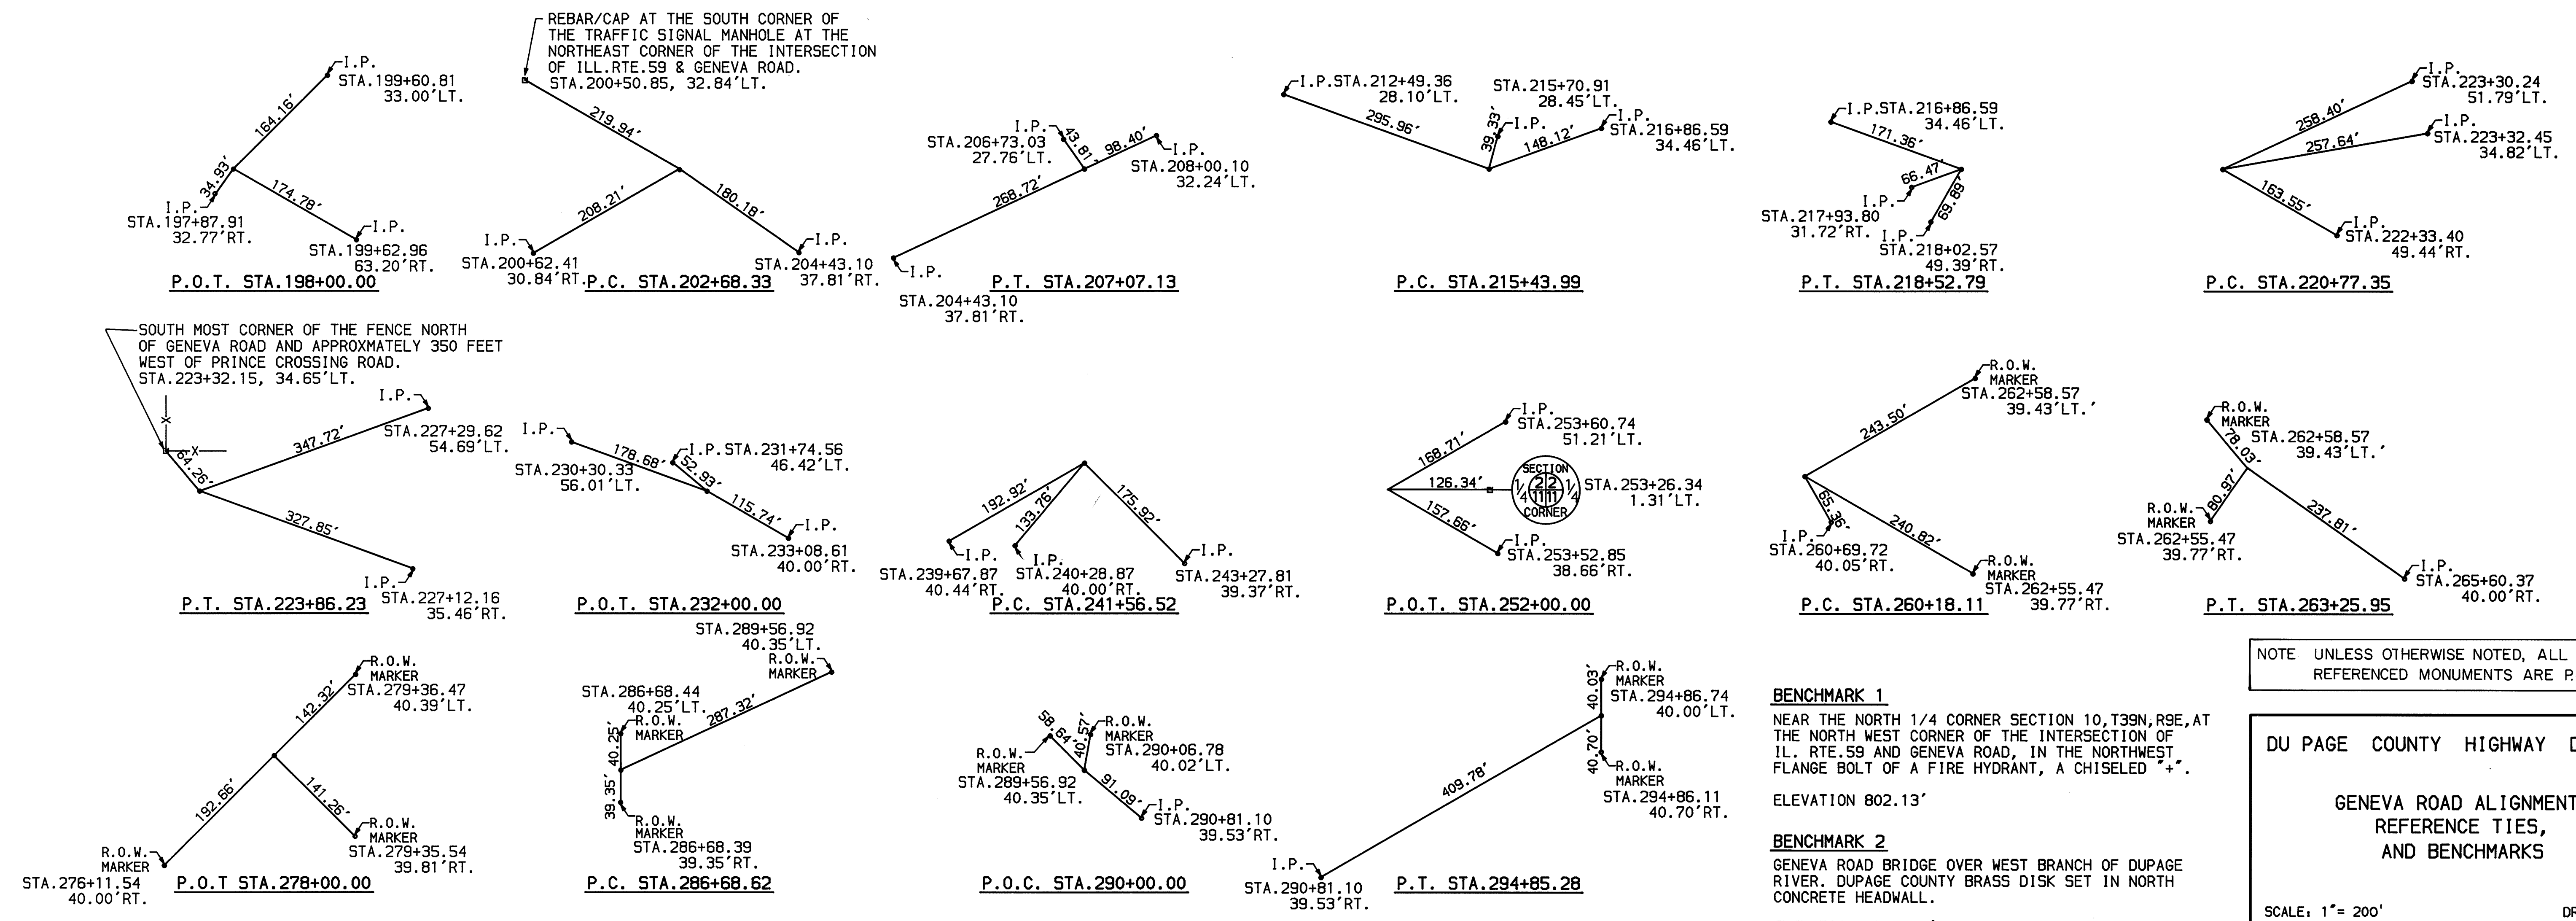 REBAR/CAP AT THE SOUTH CORNER OF
THE TRAFFIC SIGNAL MANHOLE AT THE
NORTHEAST CORNER OF THE INTERSECTION
OF ILL.RTE.59 & GENEVA ROAD.
STA.200+50.85, 32.84'LT.
I.P.
STA.199+60.81
33.00'LT.
164.16'
34.93'
174.78'
I.P.
STA.197+87.91
32.77'RT.
I.P.
STA.199+62.96
63.20'RT.
P.O.T. STA.198+00.00
219.94'
208.21'
180.18'
I.P.
STA.200+62.41
30.84'RT.
I.P.
STA.204+43.10
37.81'RT.
P.C. STA.202+68.33
I.P.
STA.206+73.03
27.76'LT.
43.81'
98.40'
I.P.
STA.208+00.10
32.24'LT.
268.72'
I.P.
STA.204+43.10
37.81'RT.
P.T. STA.207+07.13
I.P.STA.212+49.36
28.10'LT.
STA.215+70.91
28.45'LT.
I.P.
I.P.
STA.216+86.59
34.46'LT.
295.96'
39.33'
148.12'
P.C. STA.215+43.99
I.P.STA.216+86.59
34.46'LT.
171.36'
66.47'
69.89'
I.P.
STA.217+93.80
31.72'RT.
I.P.
STA.218+02.57
49.39'RT.
P.T. STA.218+52.79
I.P.
STA.223+30.24
51.79'LT.
I.P.
STA.223+32.45
34.82'LT.
258.40'
257.64'
163.55'
I.P.
STA.222+33.40
49.44'RT.
P.C. STA.220+77.35
SOUTH MOST CORNER OF THE FENCE NORTH
OF GENEVA ROAD AND APPROXMATELY 350 FEET
WEST OF PRINCE CROSSING ROAD.
STA.223+32.15, 34.65'LT.
X
X
I.P.
STA.227+29.62
54.69'LT.
64.26'
347.72'
327.85'
I.P.
STA.227+12.16
35.46'RT.
P.T. STA.223+86.23
I.P.
STA.230+30.33
56.01'LT.
I.P.STA.231+74.56
46.42'LT.
178.68'
52.93'
115.74'
I.P.
STA.233+08.61
40.00'RT.
P.O.T. STA.232+00.00
192.92'
133.76'
175.92'
I.P.
STA.239+67.87
40.44'RT.
I.P.
STA.240+28.87
40.00'RT.
I.P.
STA.243+27.81
39.37'RT.
P.C. STA.241+56.52
I.P.
STA.253+60.74
51.21'LT.
168.71'
126.34'
157.66'
SECTION
1/4 2 2 1/4
11 11
CORNER
STA.253+26.34
1.31'LT.
I.P.
STA.253+52.85
38.66'RT.
P.O.T. STA.252+00.00
R.O.W.
MARKER
STA.262+58.57
39.43'LT.'
243.50'
65.36'
240.82'
I.P.
STA.260+69.72
40.05'RT.
R.O.W.
MARKER
STA.262+55.47
39.77'RT.
P.C. STA.260+18.11
R.O.W.
MARKER
STA.262+58.57
39.43'LT.'
78.03'
80.97'
237.81'
R.O.W.
MARKER
STA.262+55.47
39.77'RT.
I.P.
STA.265+60.37
40.00'RT.
P.T. STA.263+25.95
R.O.W.
MARKER
STA.279+36.47
40.39'LT.
142.32'
192.66'
141.26'
R.O.W.
MARKER
STA.276+11.54
40.00'RT.
R.O.W.
MARKER
STA.279+35.54
39.81'RT.
P.O.T STA.278+00.00
STA.289+56.92
40.35'LT.
R.O.W.
MARKER
STA.286+68.44
40.25'LT.
R.O.W.
MARKER
287.32'
40.25'
39.35'
R.O.W.
MARKER
STA.286+68.39
39.35'RT.
P.C. STA.286+68.62
58.64'
40.57'
91.09'
R.O.W.
MARKER
STA.290+06.78
40.02'LT.
R.O.W.
MARKER
STA.289+56.92
40.35'LT.
I.P.
STA.290+81.10
39.53'RT.
P.O.C. STA.290+00.00
40.03'
R.O.W.
MARKER
STA.294+86.74
40.00'LT.
409.78'
40.70'
R.O.W.
MARKER
STA.294+86.11
40.70'RT.
I.P.
STA.290+81.10
39.53'RT.
P.T. STA.294+85.28
BENCHMARK 1
NEAR THE NORTH 1/4 CORNER SECTION 10,T39N,R9E,AT
THE NORTH WEST CORNER OF THE INTERSECTION OF
IL. RTE.59 AND GENEVA ROAD, IN THE NORTHWEST
FLANGE BOLT OF A FIRE HYDRANT, A CHISELED "+".
ELEVATION 802.13'
BENCHMARK 2
GENEVA ROAD BRIDGE OVER WEST BRANCH OF DUPAGE
RIVER. DUPAGE COUNTY BRASS DISK SET IN NORTH
CONCRETE HEADWALL.
NOTE UNLESS OTHERWISE NOTED, ALL
REFERENCED MONUMENTS ARE P.
DU PAGE COUNTY HIGHWAY D
GENEVA ROAD ALIGNMENT
REFERENCE TIES,
AND BENCHMARKS
SCALE: 1"= 200'
DR